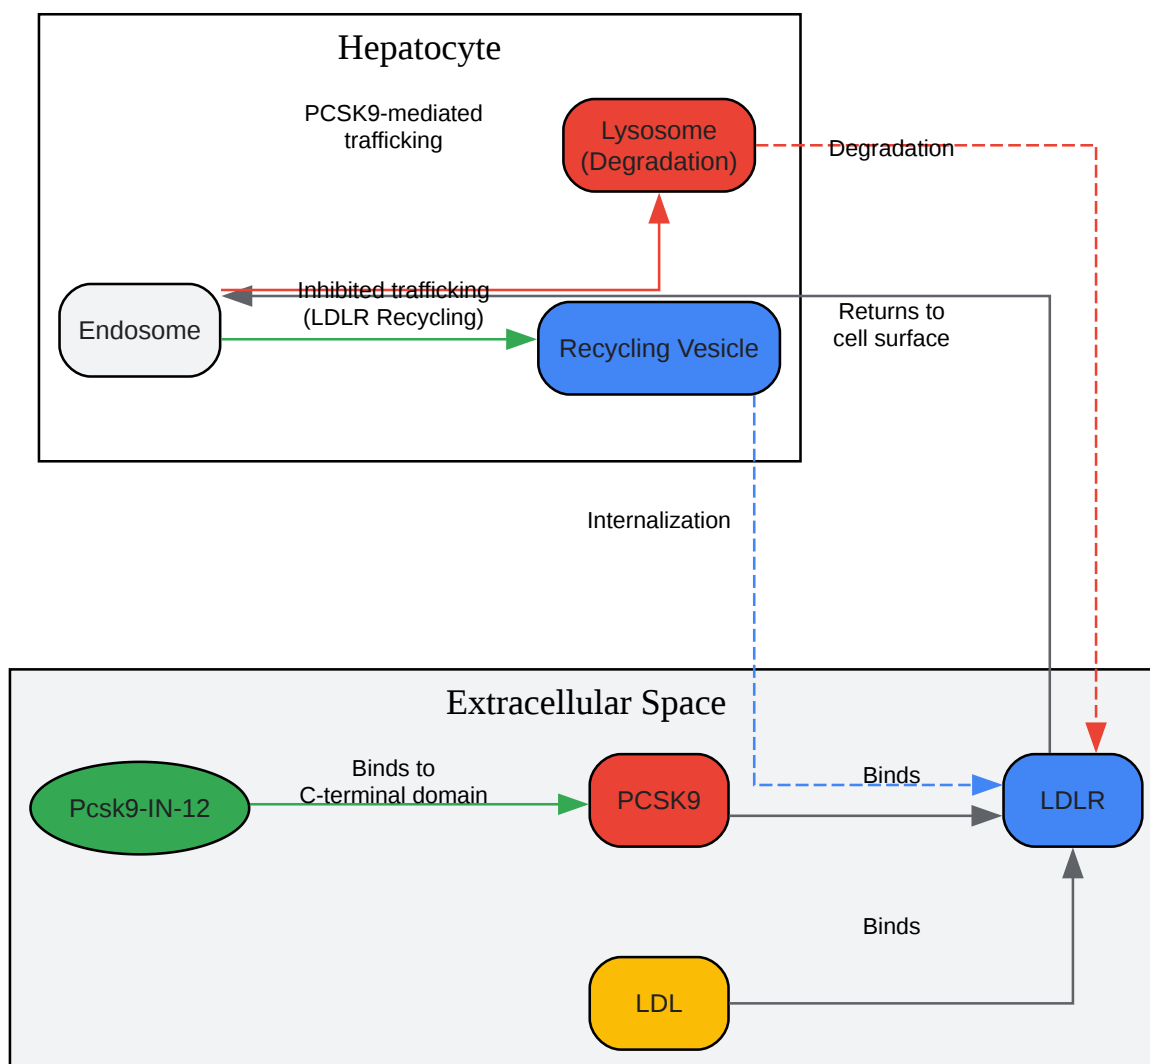 Hepatocyte
PCSK9-mediated
trafficking
Lysosome
(Degradation)
Degradation
Endosome
Inhibited trafficking
(LDLR Recycling)
Recycling Vesicle
Returns to
cell surface
Internalization
Extracellular Space
Pcsk9-IN-12
Binds to
C-terminal domain
PCSK9
Binds
LDLR
Binds
LDL